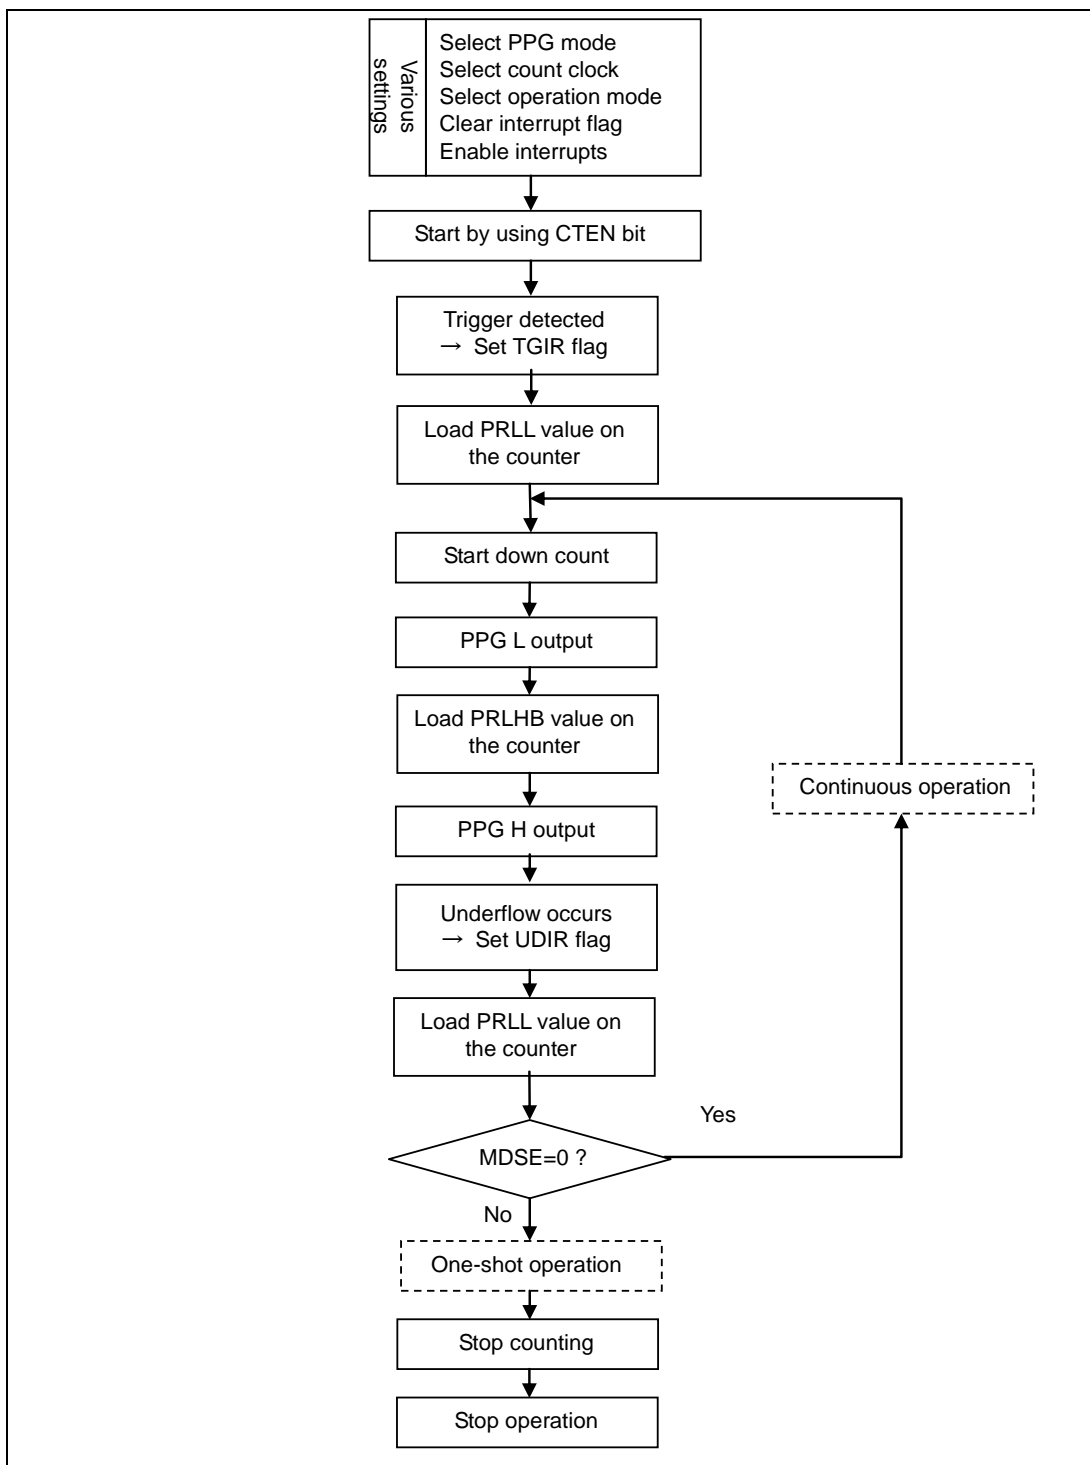 Various
settings
Select PPG mode
Select count clock
Select operation mode
Clear interrupt flag
Enable interrupts
Start by using CTEN bit
Trigger detected
→ Set TGIR flag
Load PRLL value on
the counter
Start down count
PPG L output
Load PRLHB value on
the counter
Continuous operation
PPG H output
Underflow occurs
→ Set UDIR flag
Load PRLL value on
the counter
Yes
MDSE=0 ?
No
One-shot operation
Stop counting
Stop operation